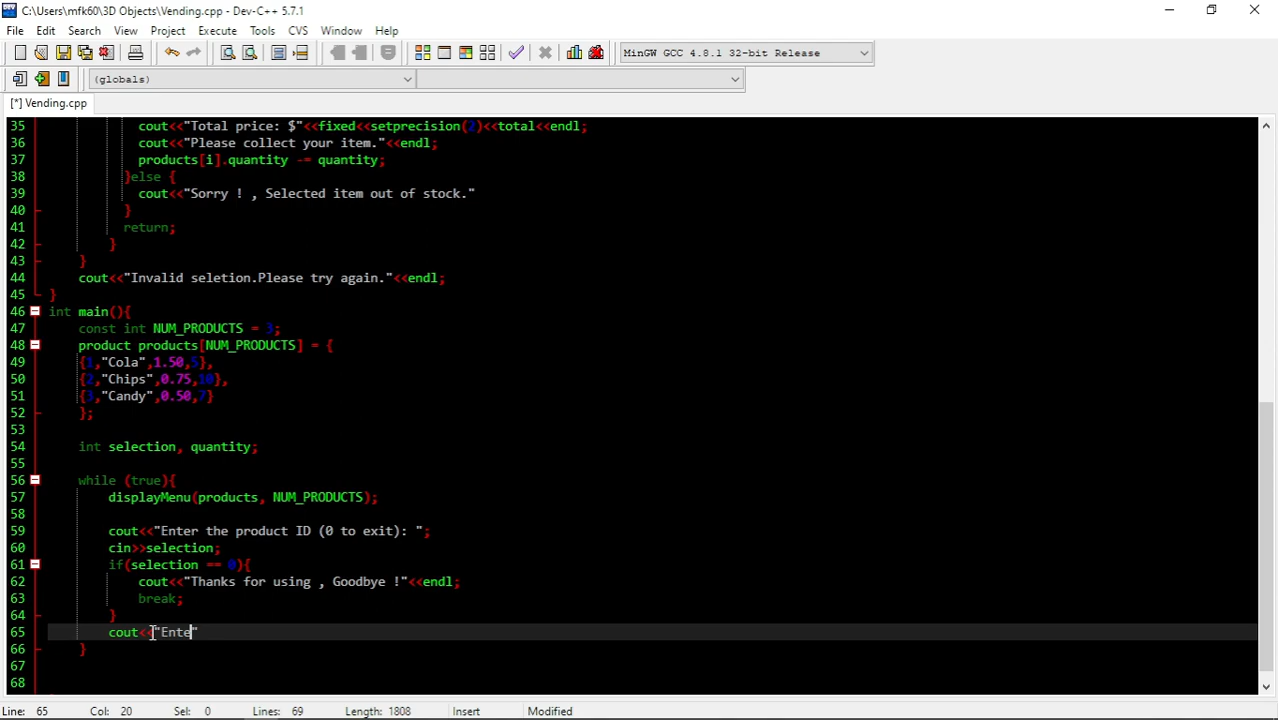 C:\Users\mfk60\3D Objects\Vending.cpp - Dev-C++ 5.7.1
File Edit Search View Project Execute Tools CVS Window Help
MinGW GCC 4.8.1 32-bit Release
(globals)
[*] Vending.cpp
35 cout<<"Total price: $"<<fixed<<setprecision(2)<<total<<endl;
36 cout<<"Please collect your item."<<endl;
37 products[i].quantity -= quantity;
38 }else {
39 cout<<"Sorry ! , Selected item out of stock."
40 }
41 return;
42 }
43 }
44 cout<<"Invalid seletion.Please try again."<<endl;
45 }
46 int main(){
47 const int NUM_PRODUCTS = 3;
48 product products[NUM_PRODUCTS] = {
49 {1,"Cola",1.50,5},
50 {2,"Chips",0.75,10},
51 {3,"Candy",0.50,7}
52 };
53
54 int selection, quantity;
55
56 while (true){
57 displayMenu(products, NUM_PRODUCTS);
58
59 cout<<"Enter the product ID (0 to exit): ";
60 cin>>selection;
61 if(selection == 0){
62 cout<<"Thanks for using , Goodbye !"<<endl;
63 break;
64 }
65 cout<<"Ente"
66 }
67
68
Line: 65 Col: 20 Sel: 0 Lines: 69 Length: 1808 Insert Modified